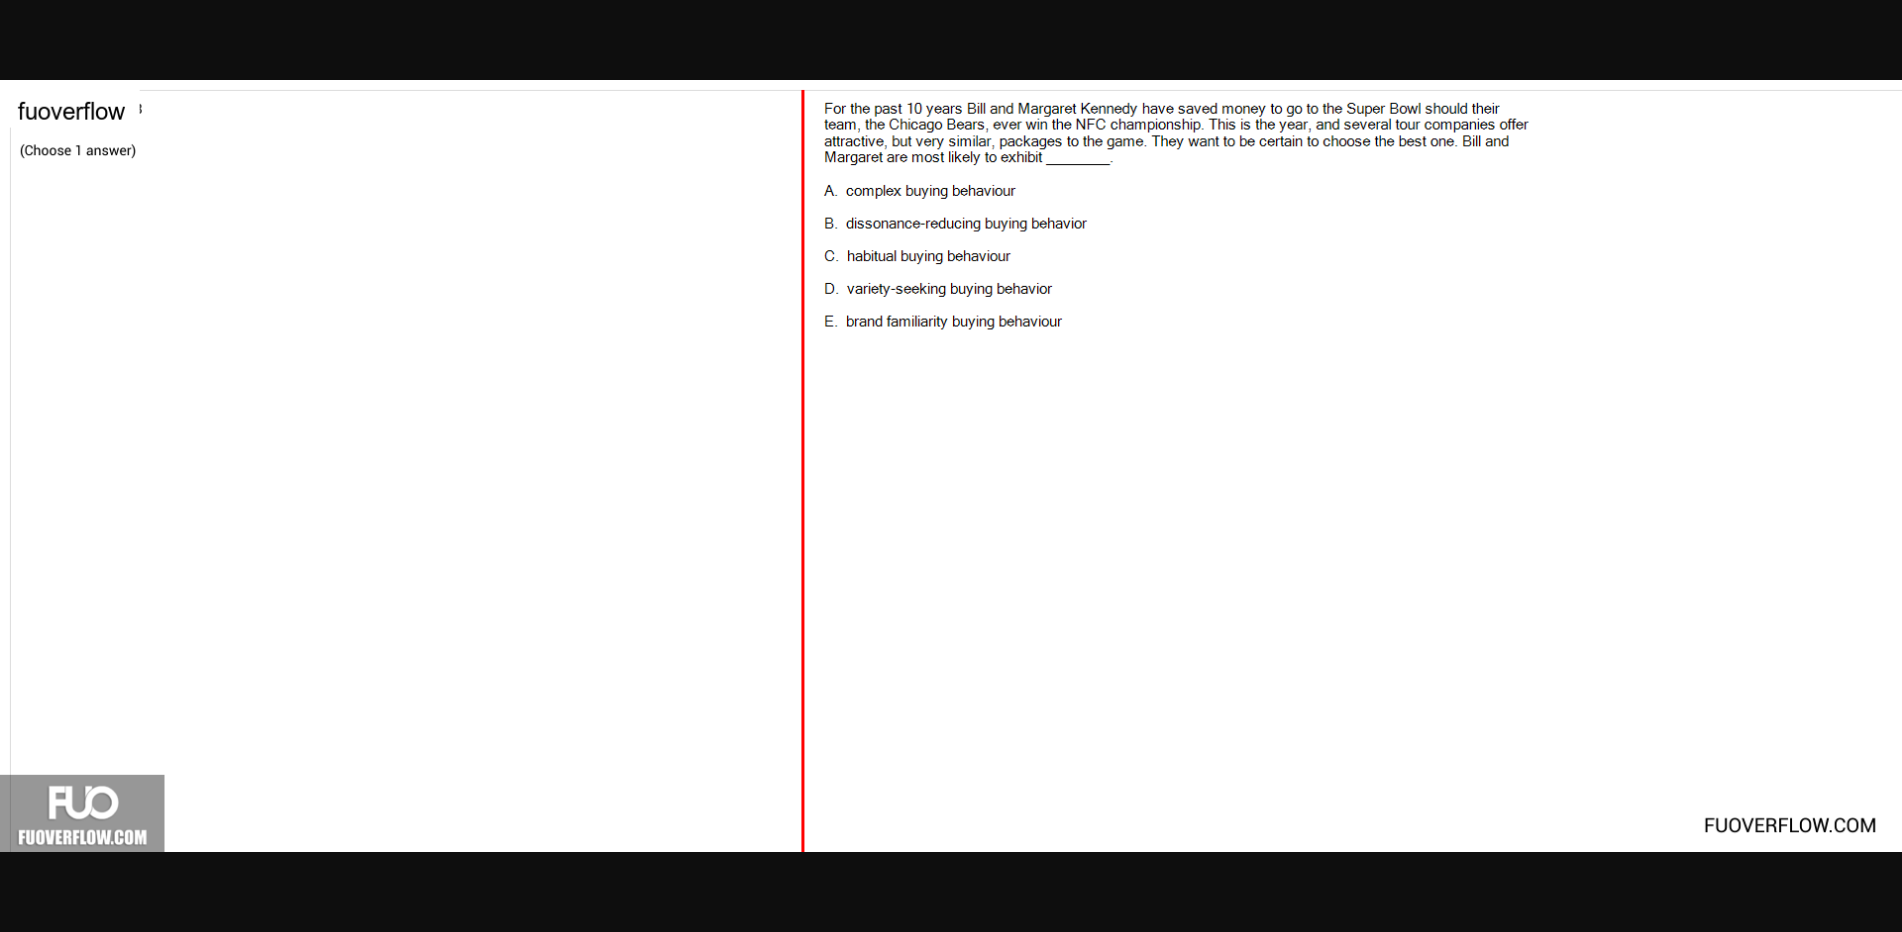 fuoverflow
(Choose 1 answer)
For the past 10 years Bill and Margaret Kennedy have saved money to go to the Super Bowl should their
team, the Chicago Bears, ever win the NFC championship. This is the year, and several tour companies offer
attractive, but very similar, packages to the game. They want to be certain to choose the best one. Bill and
Margaret are most likely to exhibit ________.
A. complex buying behaviour
B. dissonance-reducing buying behavior
C. habitual buying behaviour
D. variety-seeking buying behavior
E. brand familiarity buying behaviour
FUO
FUOVERFLOW.COM
FUOVERFLOW.COM